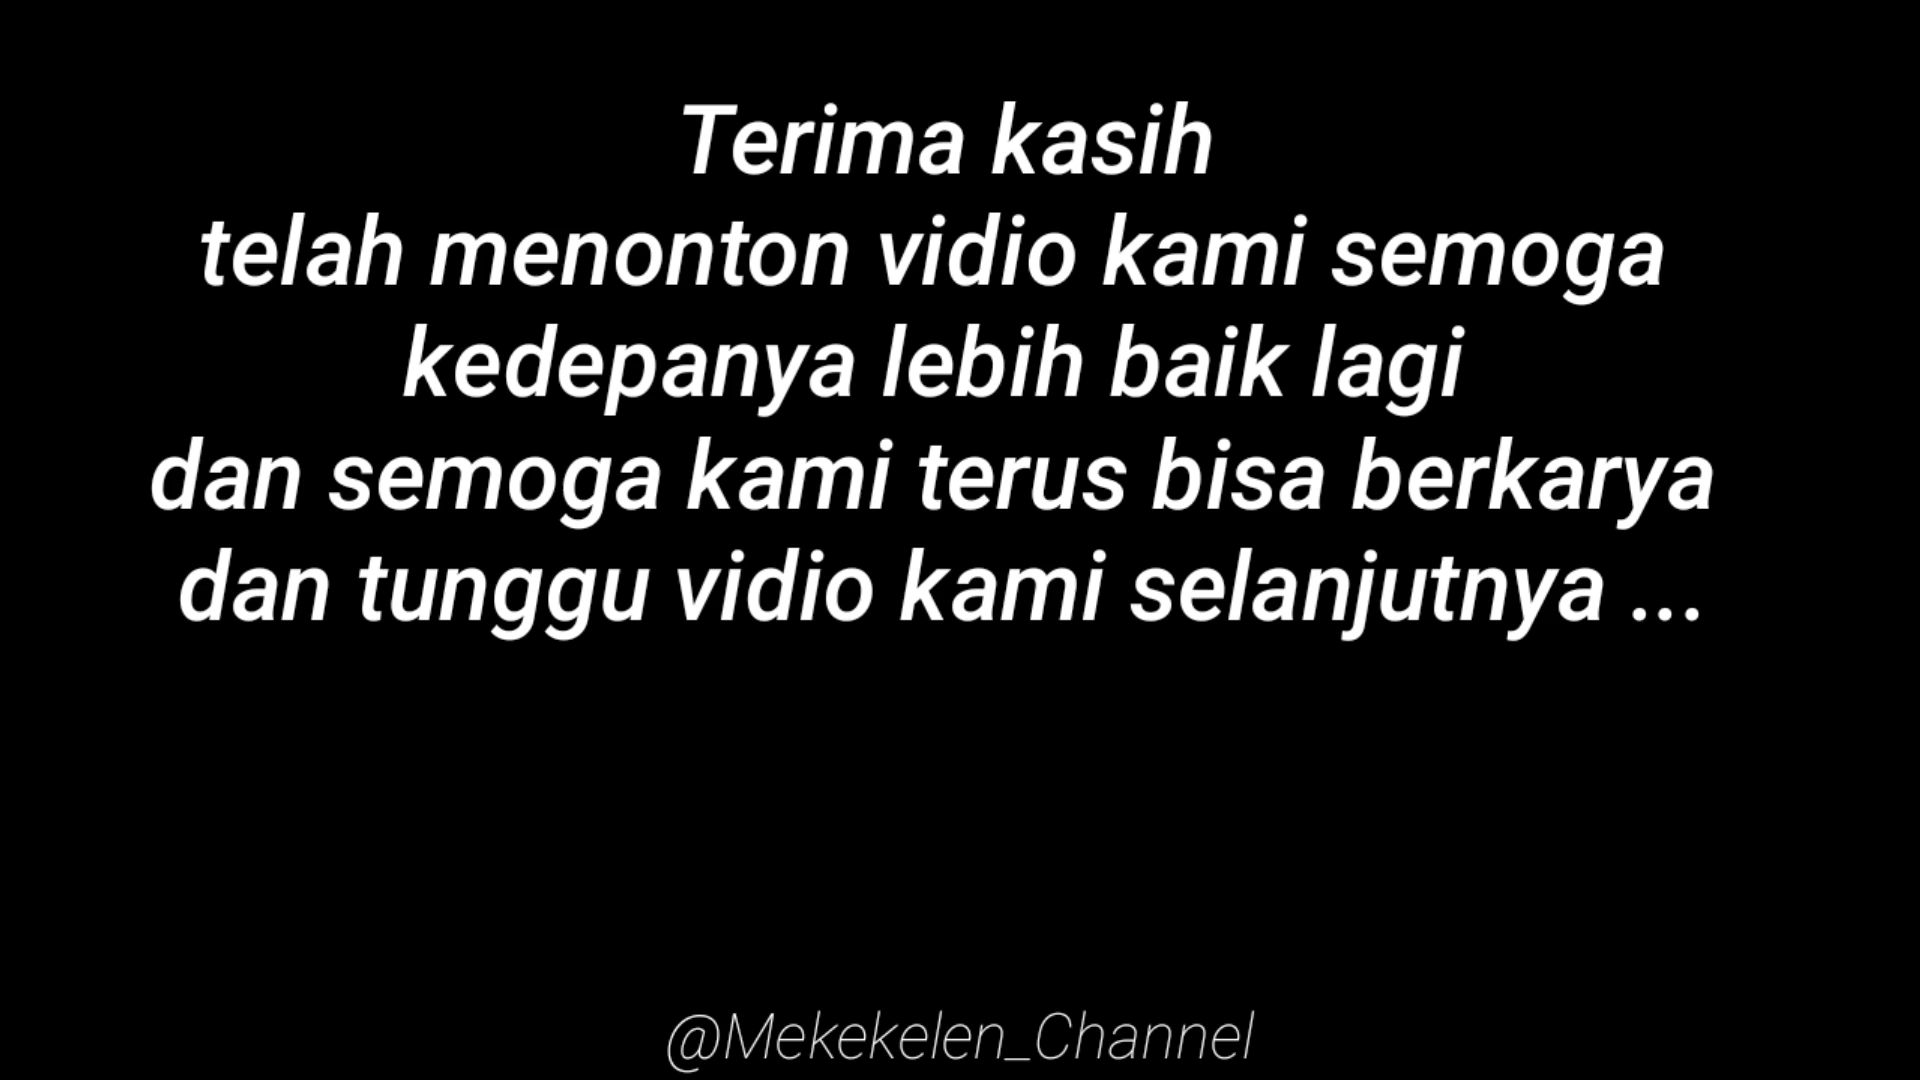 Terima kasih
telah menonton vidio kami semoga
kedepanya lebih baik lagi
dan semoga kami terus bisa berkarya
dan tunggu vidio kami selanjutnya ...
@Mekekelen_Channel